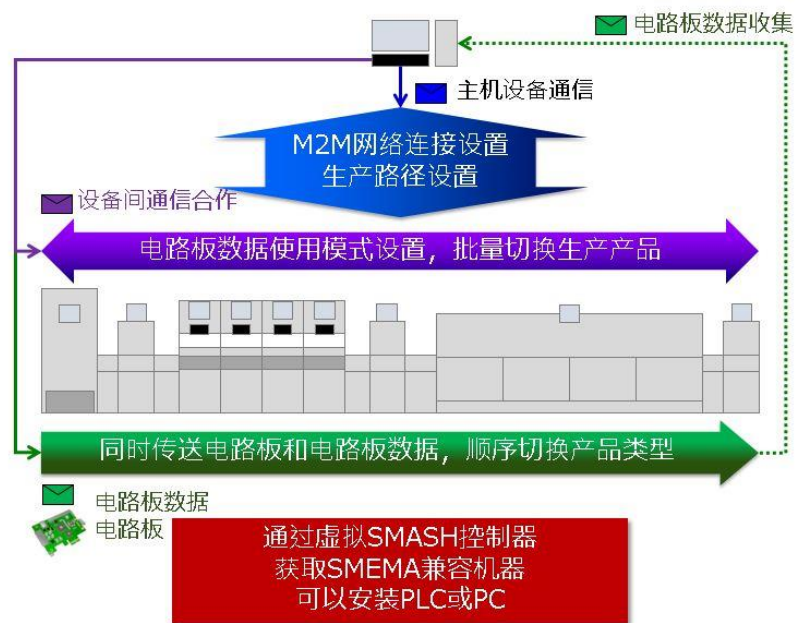 电路板数据收集
主机设备通信
M2M网络连接设置
生产路径设置
设备间通信合作
电路板数据使用模式设置，批量切换生产产品
同时传送电路板和电路板数据，顺序切换产品类型
电路板数据
电路板
通过虚拟SMASH控制器
获取SMEMA兼容机器
可以安装PLC或PC